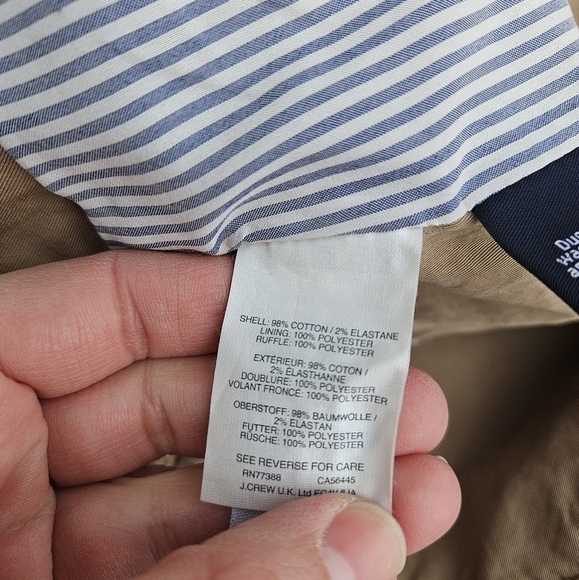 SHELL: 98% COTTON / 2% ELASTANE
LINING: 100% POLYESTER
RUFFLE: 100% POLYESTER
EXTÉRIEUR: 98% COTON /
2% ÉLASTHANNE
DOUBLURE: 100% POLYESTER
VOLANT FRONCÉ: 100% POLYESTER
OBERSTOFF: 98% BAUMWOLLE /
2% ELASTAN
FUTTER: 100% POLYESTER
RÜSCHE: 100% POLYESTER
SEE REVERSE FOR CARE
RN77388 CA56445
J.CREW U.K. Ltd